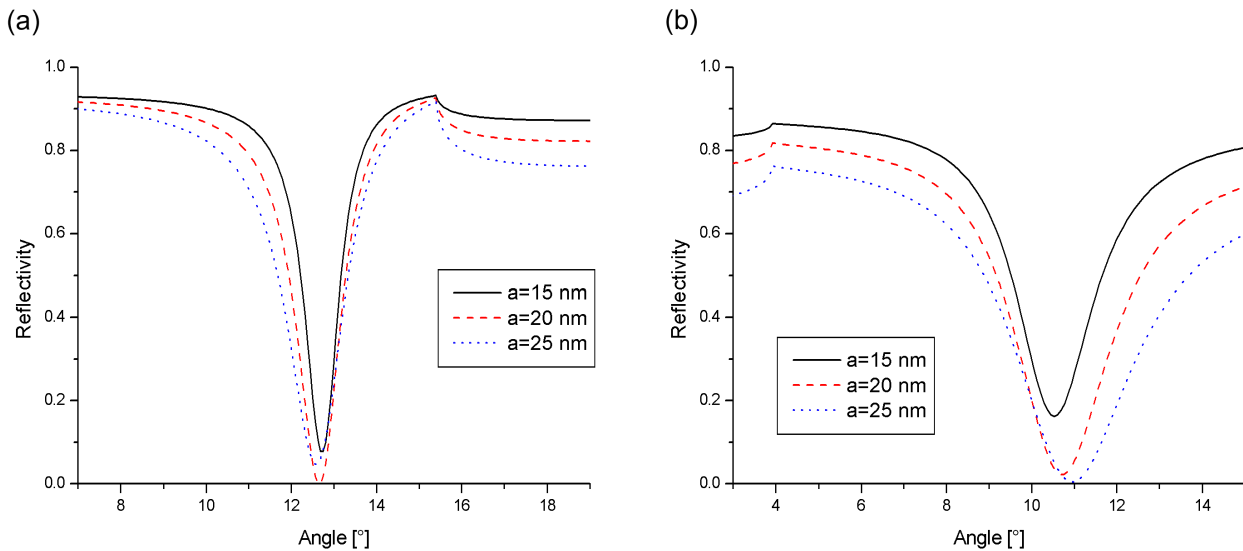 (a)
1.0
0.8
0.6
0.4
0.2
0.0
Reflectivity
8 10 12 14 16 18
Angle [°]
a=15 nm
a=20 nm
a=25 nm
(b)
1.0
0.8
0.6
0.4
0.2
0.0
Reflectivity
4 6 8 10 12 14
Angle [°]
a=15 nm
a=20 nm
a=25 nm